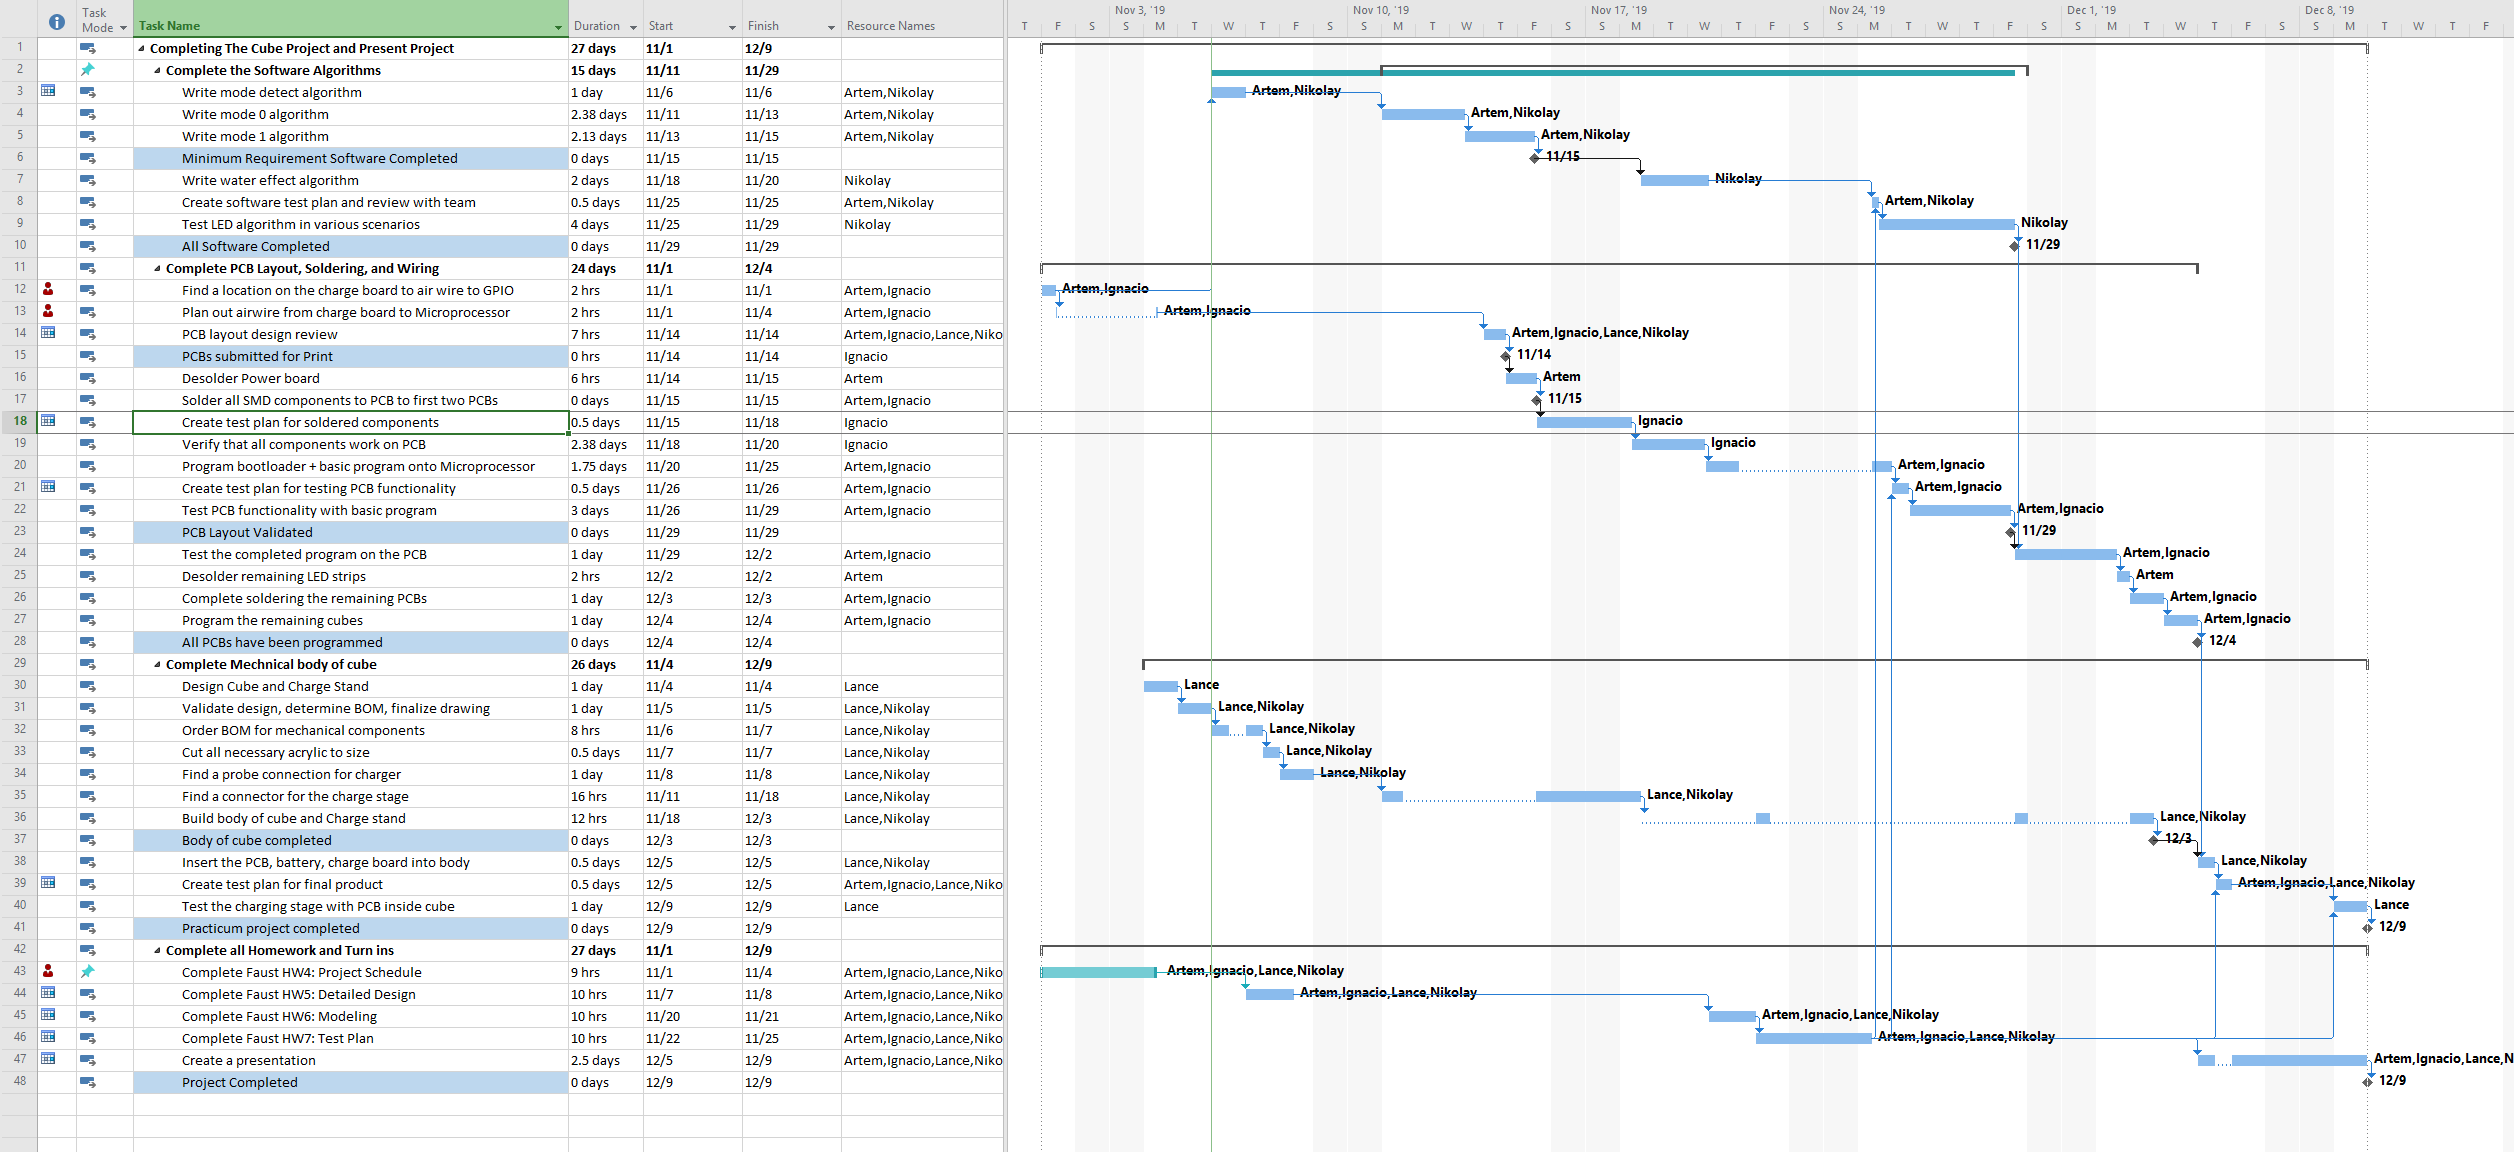 Task Mode Task Name Duration Start Finish Resource Names
Nov 3, '19 Nov 10, '19 Nov 17, '19 Nov 24, '19 Dec 1, '19 Dec 8, '19
T F S S M T W T F S S M T W T F S S M T W T F S S M T W T F S S M T W T F S S M T W T F
1 Completing The Cube Project and Present Project 27 days 11/1 12/9
2 Complete the Software Algorithms 15 days 11/11 11/29
3 Write mode detect algorithm 1 day 11/6 11/6 Artem,Nikolay Artem,Nikolay
4 Write mode 0 algorithm 2.38 days 11/11 11/13 Artem,Nikolay Artem,Nikolay
5 Write mode 1 algorithm 2.13 days 11/13 11/15 Artem,Nikolay Artem,Nikolay
6 Minimum Requirement Software Completed 0 days 11/15 11/15 11/15
7 Write water effect algorithm 2 days 11/18 11/20 Nikolay Nikolay
8 Create software test plan and review with team 0.5 days 11/25 11/25 Artem,Nikolay Artem,Nikolay
9 Test LED algorithm in various scenarios 4 days 11/25 11/29 Nikolay Nikolay
10 All Software Completed 0 days 11/29 11/29 11/29
11 Complete PCB Layout, Soldering, and Wiring 24 days 11/1 12/4
12 Find a location on the charge board to air wire to GPIO 2 hrs 11/1 11/1 Artem,Ignacio Artem,Ignacio
13 Plan out airwire from charge board to Microprocessor 2 hrs 11/1 11/4 Artem,Ignacio Artem,Ignacio
14 PCB layout design review 7 hrs 11/14 11/14 Artem,Ignacio,Lance,Niko Artem,Ignacio,Lance,Nikolay
15 PCBs submitted for Print 0 hrs 11/14 11/14 Ignacio 11/14
16 Desolder Power board 6 hrs 11/14 11/15 Artem Artem
17 Solder all SMD components to PCB to first two PCBs 0 days 11/15 11/15 Artem,Ignacio 11/15
18 Create test plan for soldered components 0.5 days 11/15 11/18 Ignacio Ignacio
19 Verify that all components work on PCB 2.38 days 11/18 11/20 Ignacio Ignacio
20 Program bootloader + basic program onto Microprocessor 1.75 days 11/20 11/25 Artem,Ignacio Artem,Ignacio
21 Create test plan for testing PCB functionality 0.5 days 11/26 11/26 Artem,Ignacio Artem,Ignacio
22 Test PCB functionality with basic program 3 days 11/26 11/29 Artem,Ignacio Artem,Ignacio
23 PCB Layout Validated 0 days 11/29 11/29 11/29
24 Test the completed program on the PCB 1 day 11/29 12/2 Artem,Ignacio Artem,Ignacio
25 Desolder remaining LED strips 2 hrs 12/2 12/2 Artem Artem
26 Complete soldering the remaining PCBs 1 day 12/3 12/3 Artem,Ignacio Artem,Ignacio
27 Program the remaining cubes 1 day 12/4 12/4 Artem,Ignacio Artem,Ignacio
28 All PCBs have been programmed 0 days 12/4 12/4 12/4
29 Complete Mechnical body of cube 26 days 11/4 12/9
30 Design Cube and Charge Stand 1 day 11/4 11/4 Lance Lance
31 Validate design, determine BOM, finalize drawing 1 day 11/5 11/5 Lance,Nikolay Lance,Nikolay
32 Order BOM for mechanical components 8 hrs 11/6 11/7 Lance,Nikolay Lance,Nikolay
33 Cut all necessary acrylic to size 0.5 days 11/7 11/7 Lance,Nikolay Lance,Nikolay
34 Find a probe connection for charger 1 day 11/8 11/8 Lance,Nikolay Lance,Nikolay
35 Find a connector for the charge stage 16 hrs 11/11 11/18 Lance,Nikolay Lance,Nikolay
36 Build body of cube and Charge stand 12 hrs 11/18 12/3 Lance,Nikolay Lance,Nikolay
37 Body of cube completed 0 days 12/3 12/3 12/3
38 Insert the PCB, battery, charge board into body 0.5 days 12/5 12/5 Lance,Nikolay Lance,Nikolay
39 Create test plan for final product 0.5 days 12/5 12/5 Artem,Ignacio,Lance,Niko Artem,Ignacio,Lance,Nikolay
40 Test the charging stage with PCB inside cube 1 day 12/9 12/9 Lance Lance
41 Practicum project completed 0 days 12/9 12/9 12/9
42 Complete all Homework and Turn ins 27 days 11/1 12/9
43 Complete Faust HW4: Project Schedule 9 hrs 11/1 11/4 Artem,Ignacio,Lance,Niko Artem,Ignacio,Lance,Nikolay
44 Complete Faust HW5: Detailed Design 10 hrs 11/7 11/8 Artem,Ignacio,Lance,Niko Artem,Ignacio,Lance,Nikolay
45 Complete Faust HW6: Modeling 10 hrs 11/20 11/21 Artem,Ignacio,Lance,Niko Artem,Ignacio,Lance,Nikolay
46 Complete Faust HW7: Test Plan 10 hrs 11/22 11/25 Artem,Ignacio,Lance,Niko Artem,Ignacio,Lance,Nikolay
47 Create a presentation 2.5 days 12/5 12/9 Artem,Ignacio,Lance,Niko Artem,Ignacio,Lance,N
48 Project Completed 0 days 12/9 12/9 12/9